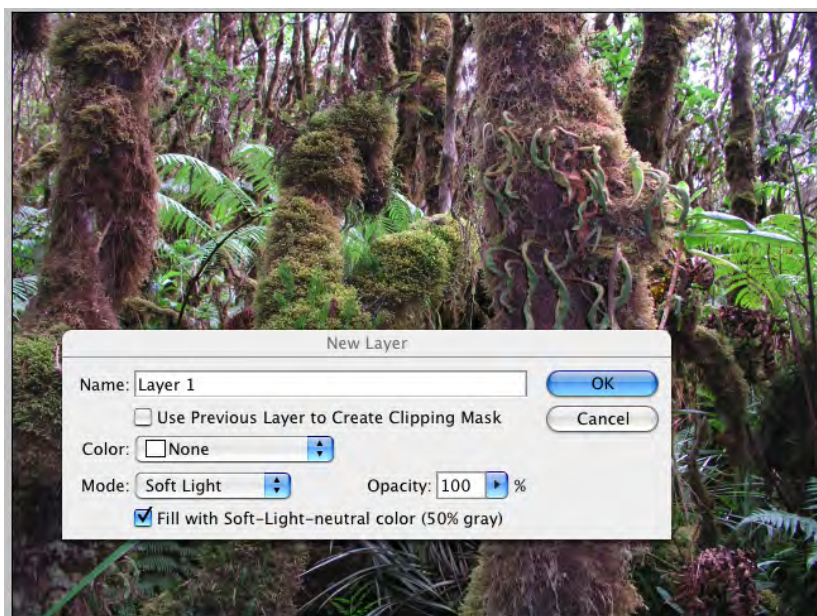 New Layer
Name: Layer 1
OK
Use Previous Layer to Create Clipping Mask
Cancel
Color: None
Mode: Soft Light Opacity: 100 %
Fill with Soft-Light-neutral color (50% gray)